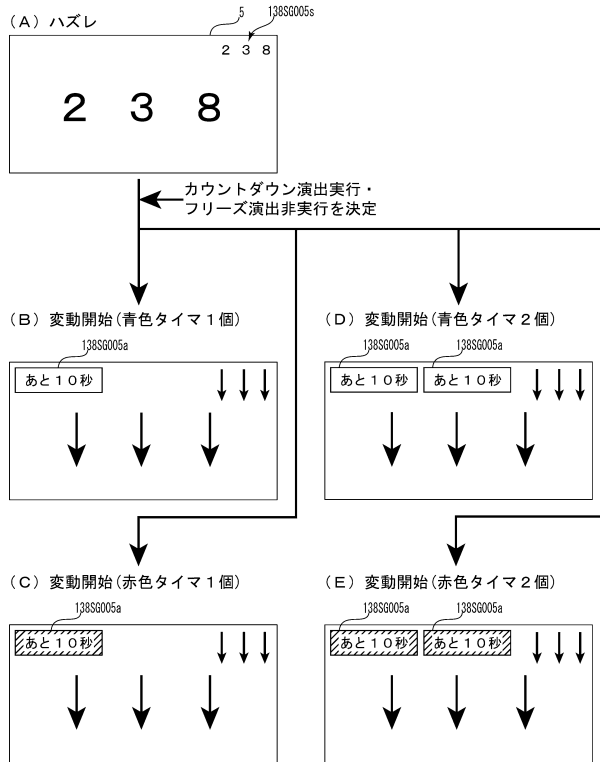 （Ａ）ハズレ
5
138SG005s
２ ３ ８
２ ３ ８
カウントダウン演出実行・
フリーズ演出非実行を決定
（Ｂ）変動開始（青色タイマ１個）
138SG005a
あと１０秒
（Ｄ）変動開始（青色タイマ２個）
138SG005a 138SG005a
あと１０秒 あと１０秒
（Ｃ）変動開始（赤色タイマ１個）
138SG005a
あと１０秒
（Ｅ）変動開始（赤色タイマ２個）
138SG005a 138SG005a
あと１０秒 あと１０秒